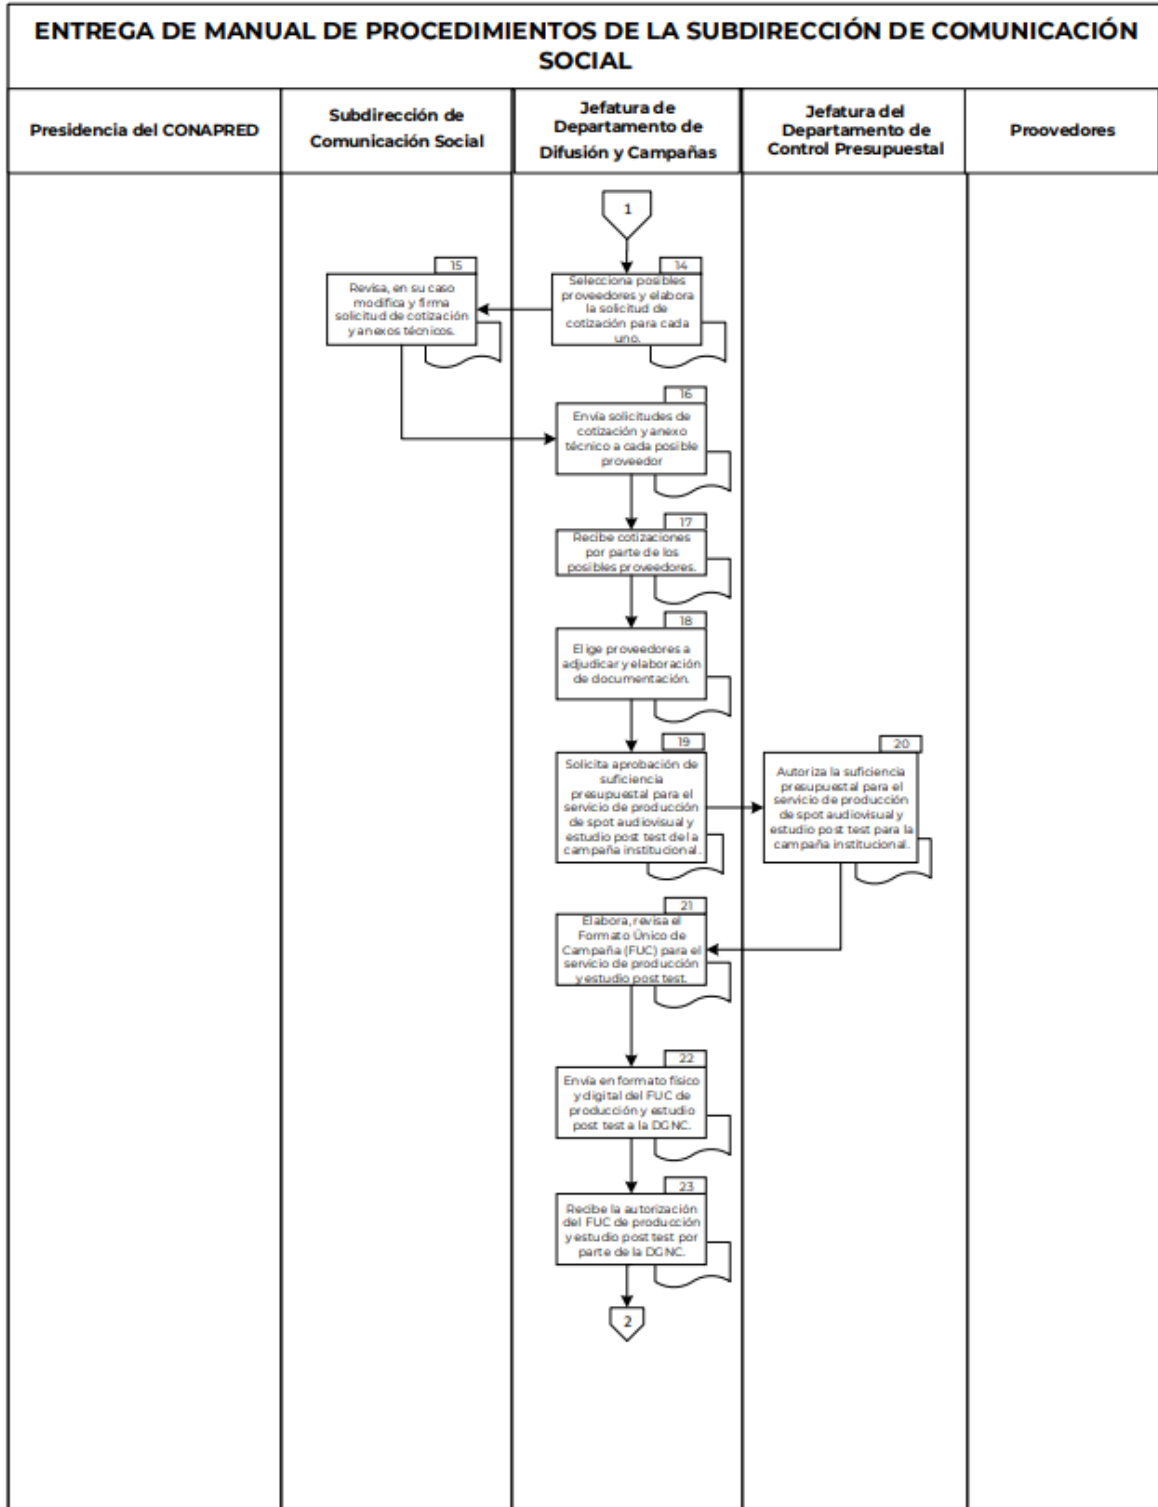 ENTREGA DE MANUAL DE PROCEDIMIENTOS DE LA SUBDIRECCIÓN DE COMUNICACIÓN
SOCIAL
Presidencia del CONAPRED
Subdirección de
Comunicación Social
Jefatura de
Departamento de
Difusión y Campañas
Jefatura del
Departamento de
Control Presupuestal
Proovedores
1
14
Selecciona posibles
proveedores y elabora
la solicitud de
cotización para cada
uno.
15
Revisa, en su caso
modifica y firma
solicitud de cotización
y anexos técnicos.
16
Envía solicitudes de
cotización y anexo
técnico a cada posible
proveedor
17
Recibe cotizaciones
por parte de los
posibles proveedores.
18
Elige proveedores a
adjudicar y elaboración
de documentación.
19
Solicita aprobación de
suficiencia
presupuestal para el
servicio de producción
de spot audiovisual y
estudio post test del a
campaña institucional.
20
Autoriza la suficiencia
presupuestal para el
servicio de producción
de spot audiovisual y
estudio post test para la
campaña institucional.
21
Elabora, revisa el
Formato Único de
Campaña (FUC) para el
servicio de producción
y estudio post test.
22
Envía en formato físico
y digital del FUC de
producción y estudio
post test a la DGNC.
23
Recibe la autorización
del FUC de producción
y estudio post test por
parte de la DGNC.
2